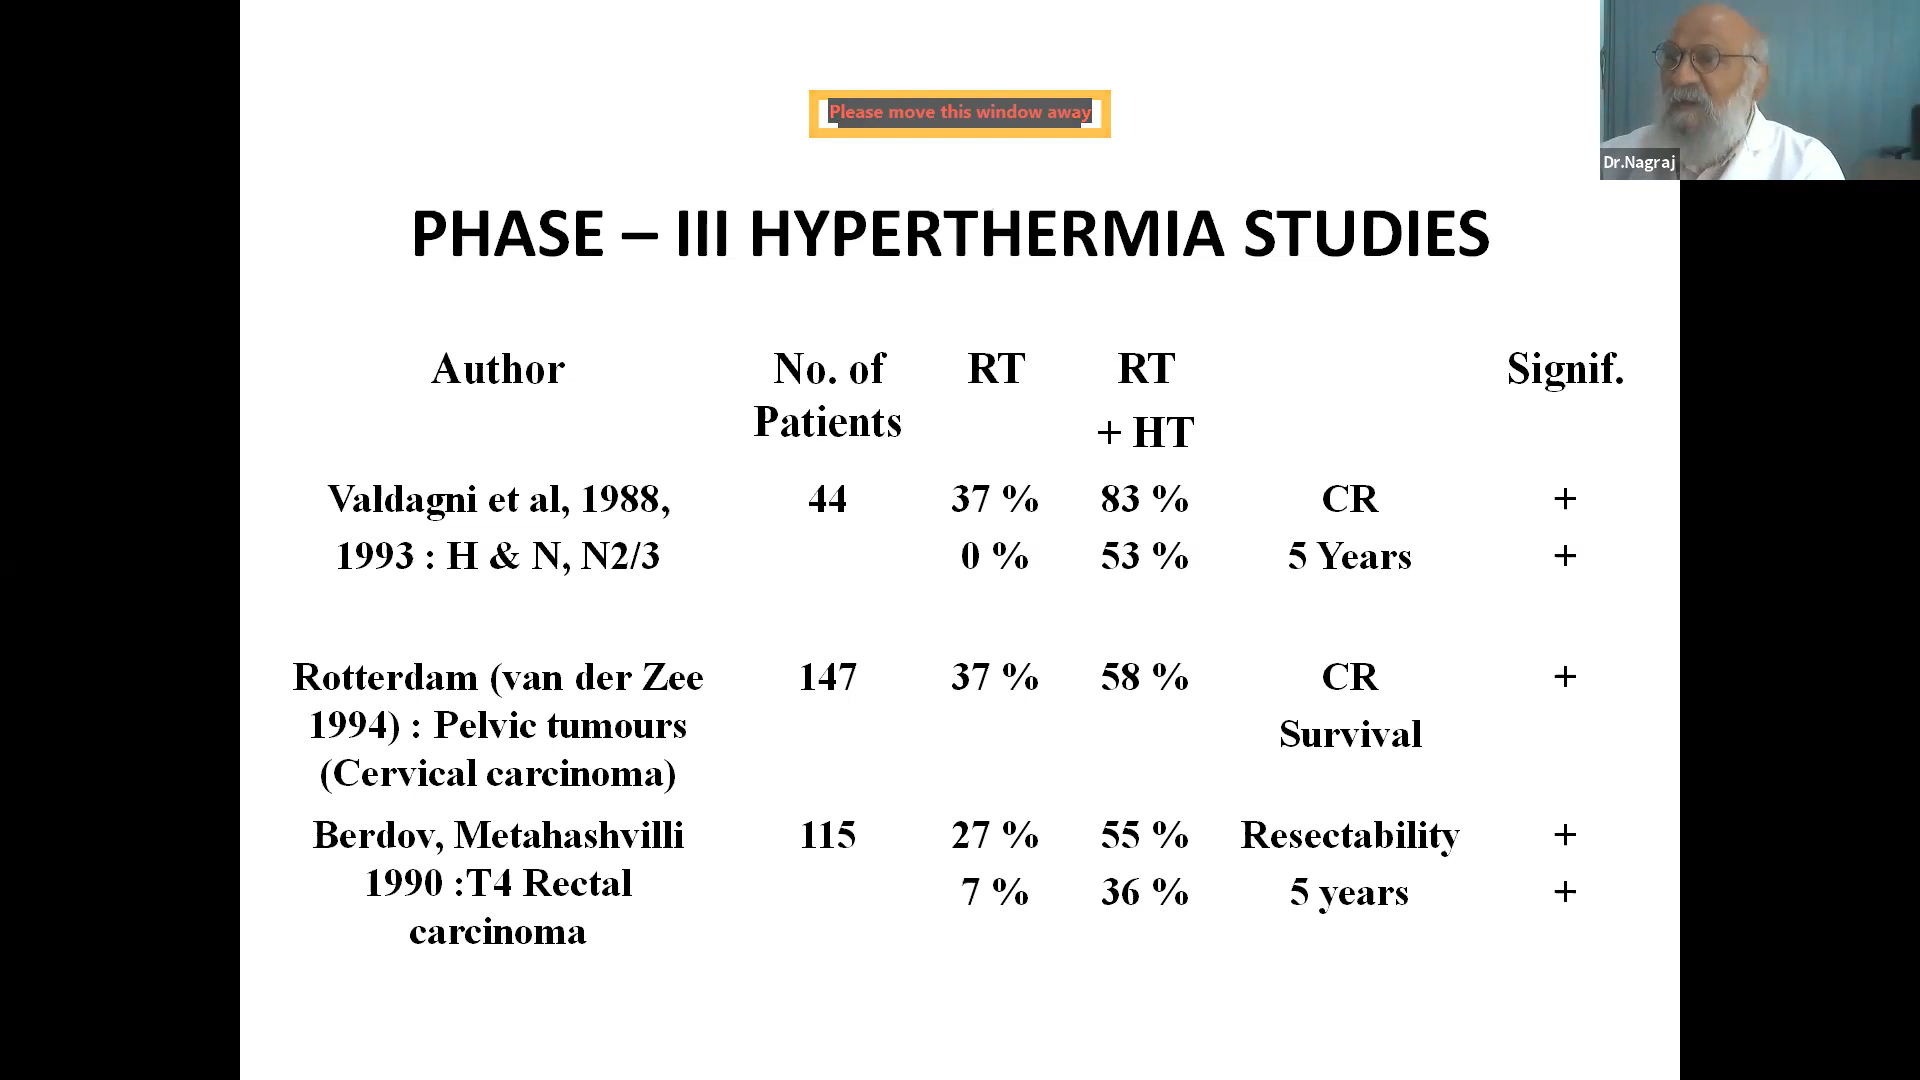 Please move this window away
Dr.Nagraj
PHASE – III HYPERTHERMIA STUDIES
Author No. of Patients RT RT + HT Signif.
Valdagni et al, 1988, 44 37 % 83 % CR +
1993 : H & N, N2/3 0 % 53 % 5 Years +
Rotterdam (van der Zee 147 37 % 58 % CR +
1994) : Pelvic tumours Survival
(Cervical carcinoma)
Berdov, Metahashvilli 115 27 % 55 % Resectability +
1990 :T4 Rectal 7 % 36 % 5 years +
carcinoma